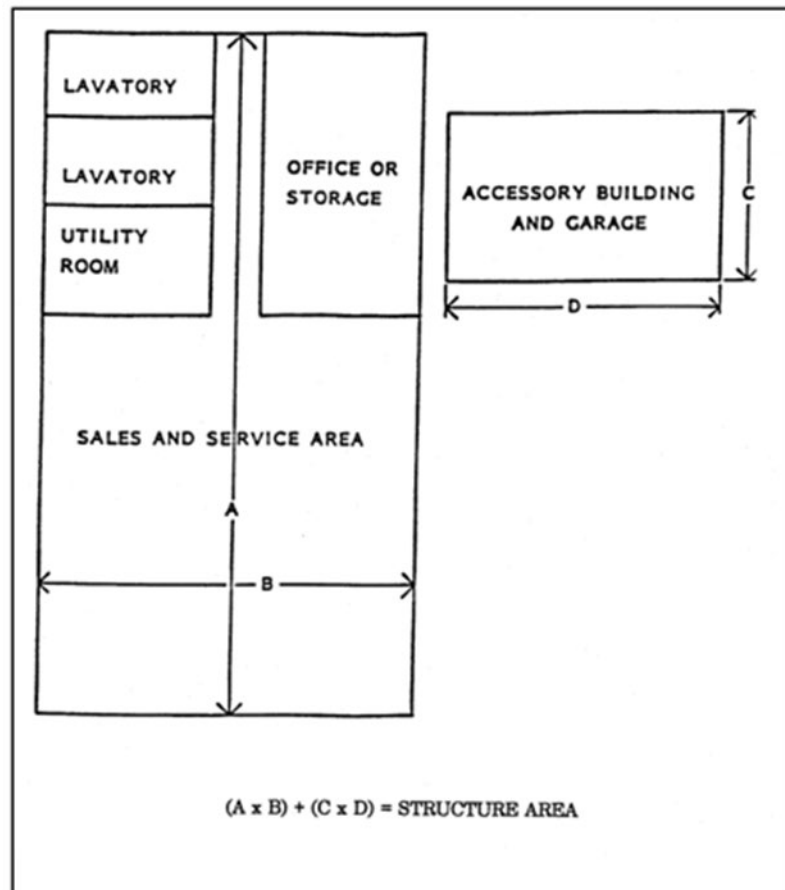 LAVATORY
LAVATORY
UTILITY
ROOM
OFFICE OR
STORAGE
ACCESSORY BUILDING
AND GARAGE
C
D
SALES AND SERVICE AREA
A
B
(A x B) + (C x D) = STRUCTURE AREA